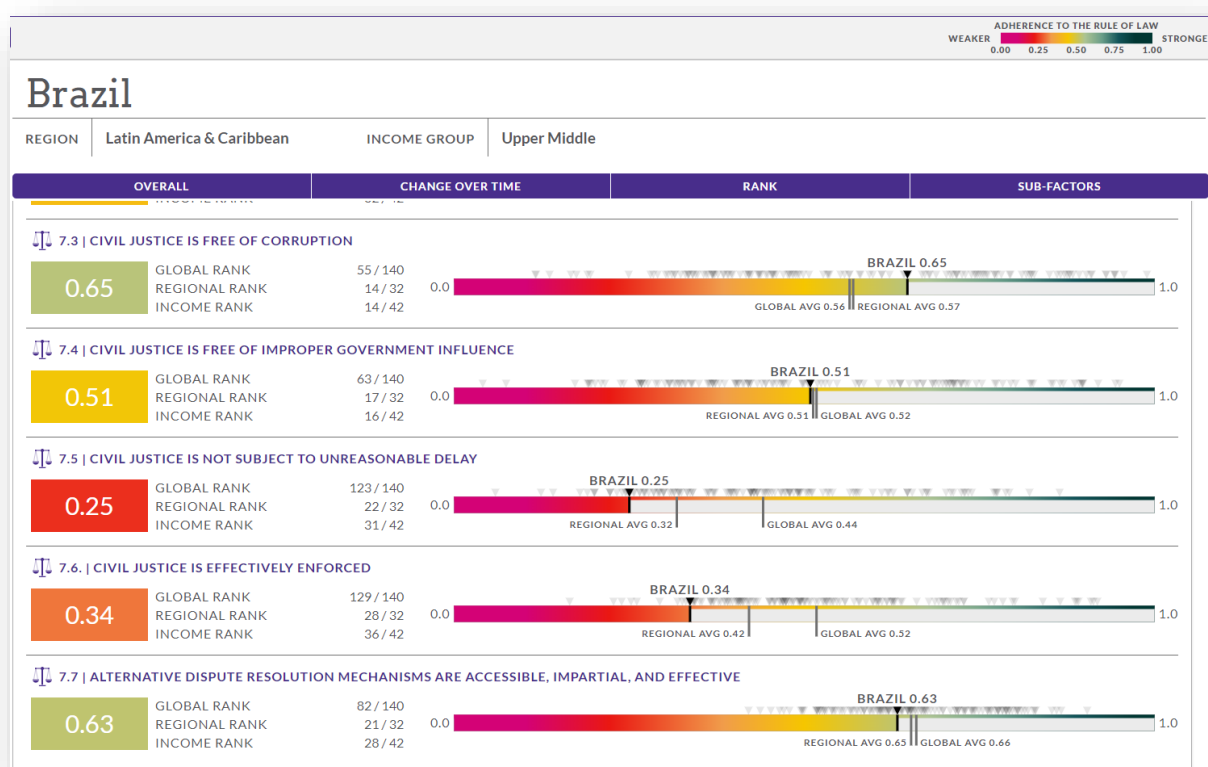 ADHERENCE TO THE RULE OF LAW
WEAKER STRONGE
0.00 0.25 0.50 0.75 1.00
Brazil
REGION Latin America & Caribbean INCOME GROUP Upper Middle
OVERALL CHANGE OVER TIME RANK SUB-FACTORS
7.3 | CIVIL JUSTICE IS FREE OF CORRUPTION
0.65
GLOBAL RANK 55/140
REGIONAL RANK 14/32
INCOME RANK 14/42
BRAZIL 0.65
0.0 1.0
GLOBAL AVG 0.56 REGIONAL AVG 0.57
7.4 | CIVIL JUSTICE IS FREE OF IMPROPER GOVERNMENT INFLUENCE
0.51
GLOBAL RANK 63/140
REGIONAL RANK 17/32
INCOME RANK 16/42
BRAZIL 0.51
0.0 1.0
REGIONAL AVG 0.51 GLOBAL AVG 0.52
7.5 | CIVIL JUSTICE IS NOT SUBJECT TO UNREASONABLE DELAY
0.25
GLOBAL RANK 123/140
REGIONAL RANK 22/32
INCOME RANK 31/42
BRAZIL 0.25
0.0 1.0
REGIONAL AVG 0.32 GLOBAL AVG 0.44
7.6. | CIVIL JUSTICE IS EFFECTIVELY ENFORCED
0.34
GLOBAL RANK 129/140
REGIONAL RANK 28/32
INCOME RANK 36/42
BRAZIL 0.34
0.0 1.0
REGIONAL AVG 0.42 GLOBAL AVG 0.52
7.7 | ALTERNATIVE DISPUTE RESOLUTION MECHANISMS ARE ACCESSIBLE, IMPARTIAL, AND EFFECTIVE
0.63
GLOBAL RANK 82/140
REGIONAL RANK 21/32
INCOME RANK 28/42
BRAZIL 0.63
0.0 1.0
REGIONAL AVG 0.65 GLOBAL AVG 0.66